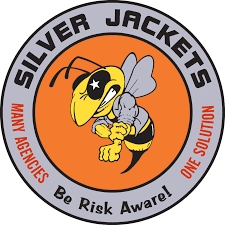 SILVER JACKETS
MANY AGENCIES
ONE SOLUTION
Be Risk Aware!